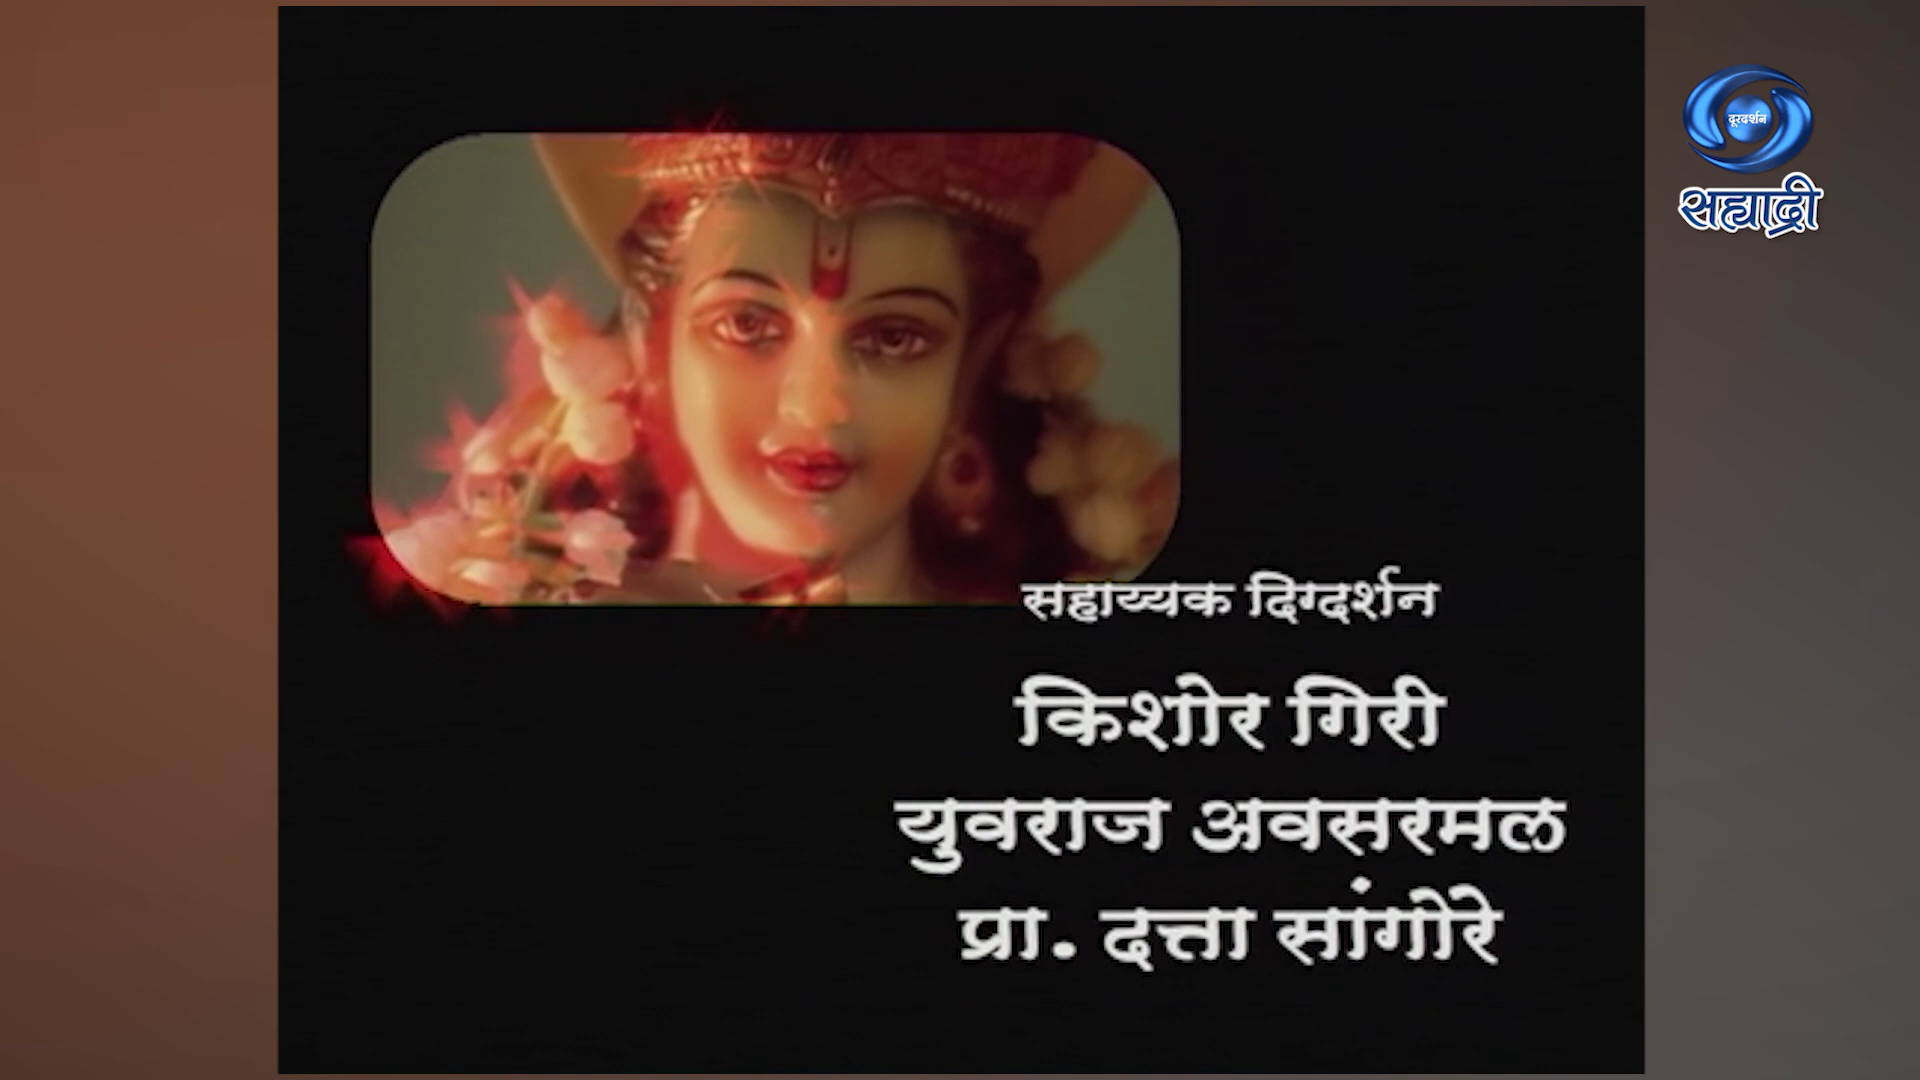 दूरदर्शन
सह्याद्री
सहाय्यक दिग्दर्शन
किशोर गिरी
युवराज अवसरमल
प्रा. दत्ता सांगोरे